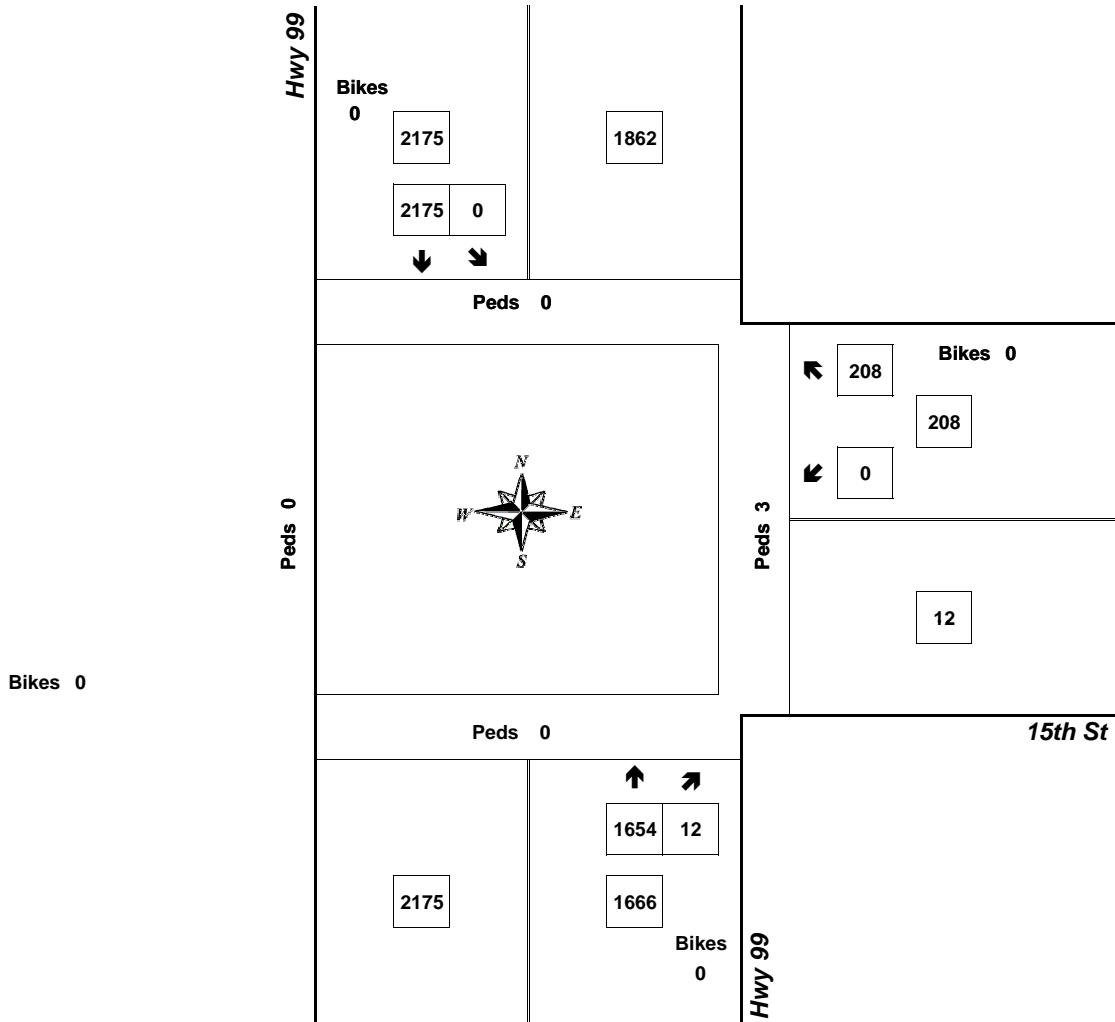 Hwy 99
Bikes
0
2175
1862
2175 0
Peds 0
208
Bikes 0
208
0
N
W E
S
Peds 0
Peds 3
12
Bikes 0
Peds 0
15th St
1654 12
2175
1666
Bikes
0
Hwy 99